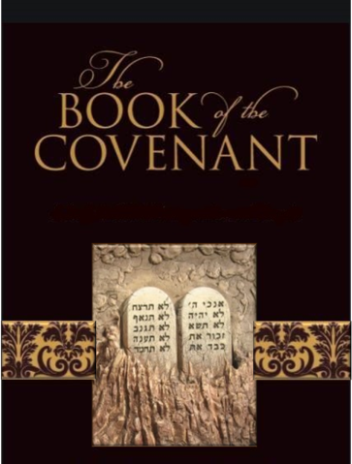 The
BOOK of the
COVENANT
אנכי ה'
לא יהיה
לא תשא
זכור את
כבד את
לא תרצח
לא תנאף
לא תגנב
לא תענה
לא תחמד